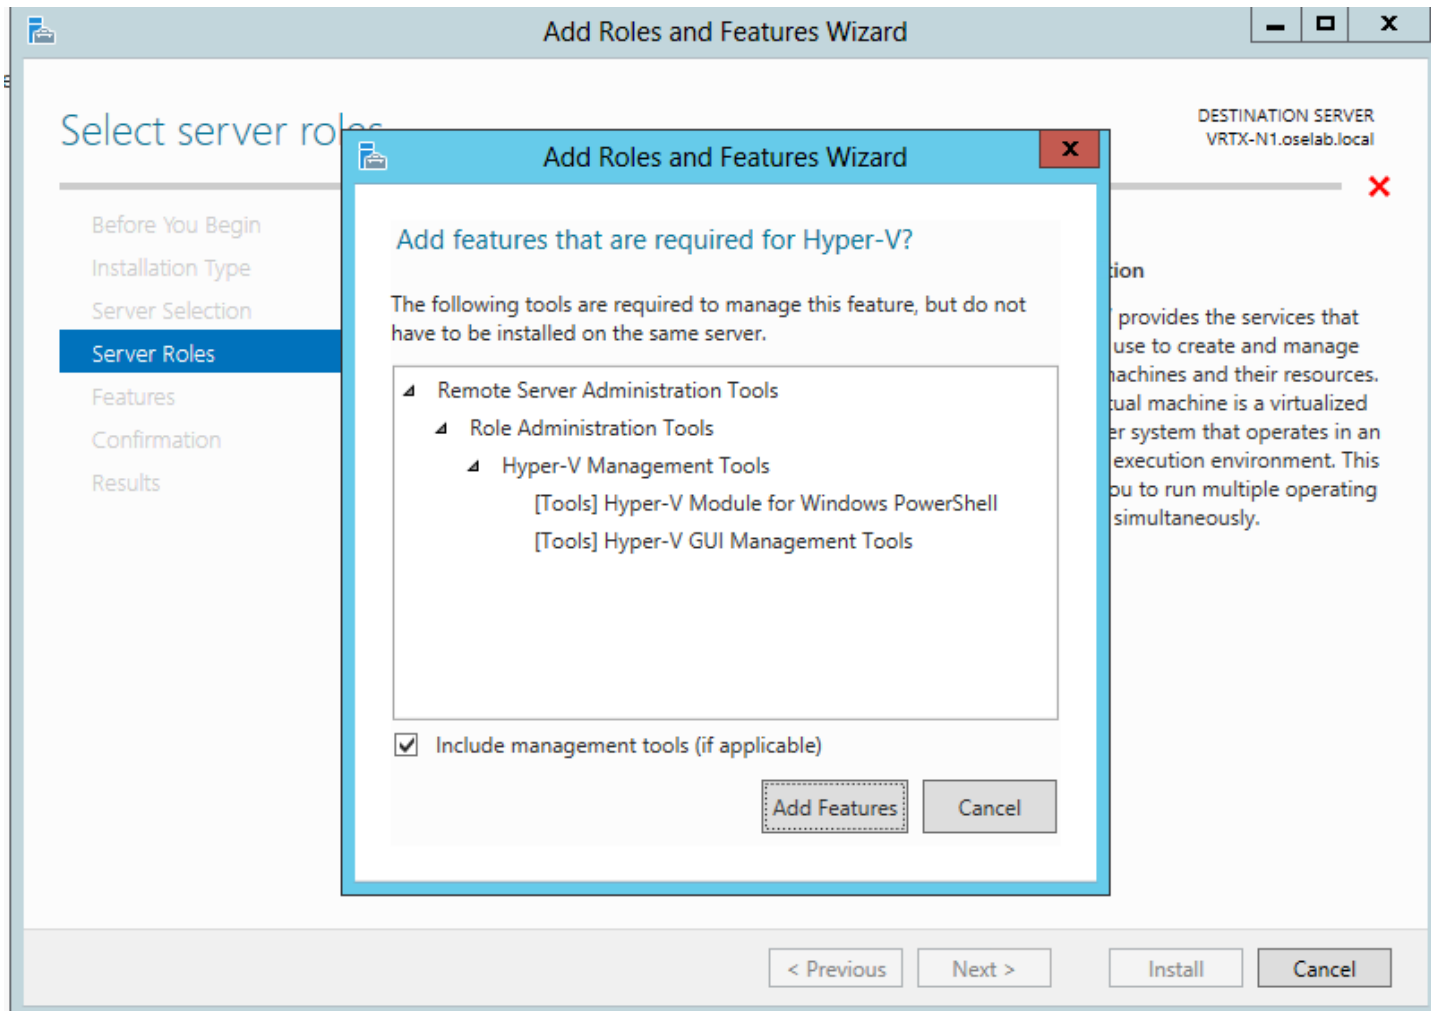 Add Roles and Features Wizard
Select server roles
DESTINATION SERVER
VRTX-N1.oselab.local
Before You Begin
Installation Type
Server Selection
Server Roles
Features
Confirmation
Results
Add Roles and Features Wizard
x
Add features that are required for Hyper-V?
The following tools are required to manage this feature, but do not
have to be installed on the same server.
Remote Server Administration Tools
Role Administration Tools
Hyper-V Management Tools
[Tools] Hyper-V Module for Windows PowerShell
[Tools] Hyper-V GUI Management Tools
Include management tools (if applicable)
Add Features
Cancel
provides the services that
use to create and manage
and their resources.
machine is a virtualized
system that operates in an
execution environment. This
to run multiple operating
simultaneously.
< Previous
Next >
Install
Cancel